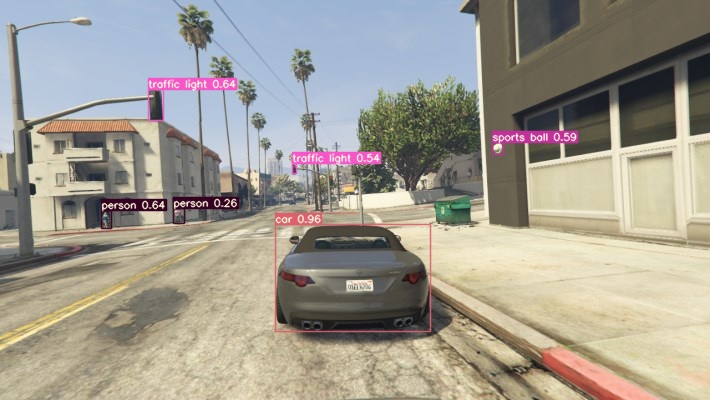 traffic light 0.64
traffic light 0.54
sports ball 0.59
person 0.64
person 0.26
car 0.96